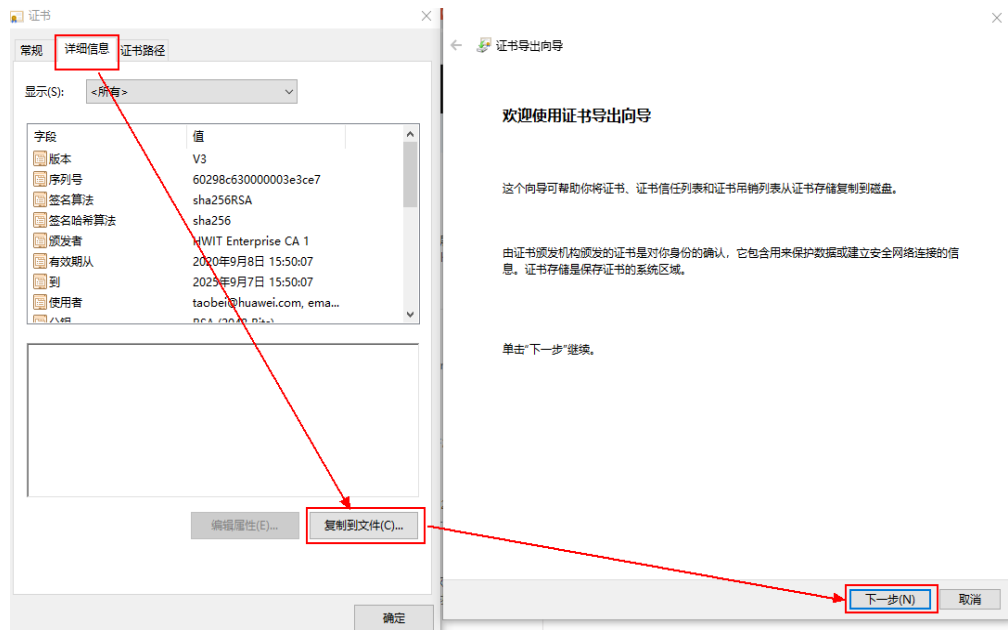 证书
常规
详细信息
证书路径
显示(S):
<所有>
字段
值
版本
V3
序列号
60298c630000003e3ce7
签名算法
sha256RSA
签名哈希算法
sha256
颁发者
HWIT Enterprise CA 1
有效期从
2020年9月8日 15:50:07
到
2025年9月7日 15:50:07
使用者
taobei@huawei.com, ema...
编辑属性(E)...
复制到文件(C)...
确定
证书导出向导
欢迎使用证书导出向导
这个向导可帮助你将证书、证书信任列表和证书吊销列表从证书存储复制到磁盘。
由证书颁发机构颁发的证书是对你身份的确认，它包含用来保护数据或建立安全网络连接的信
息。证书存储是保存证书的系统区域。
单击“下一步”继续。
下一步(N)
取消